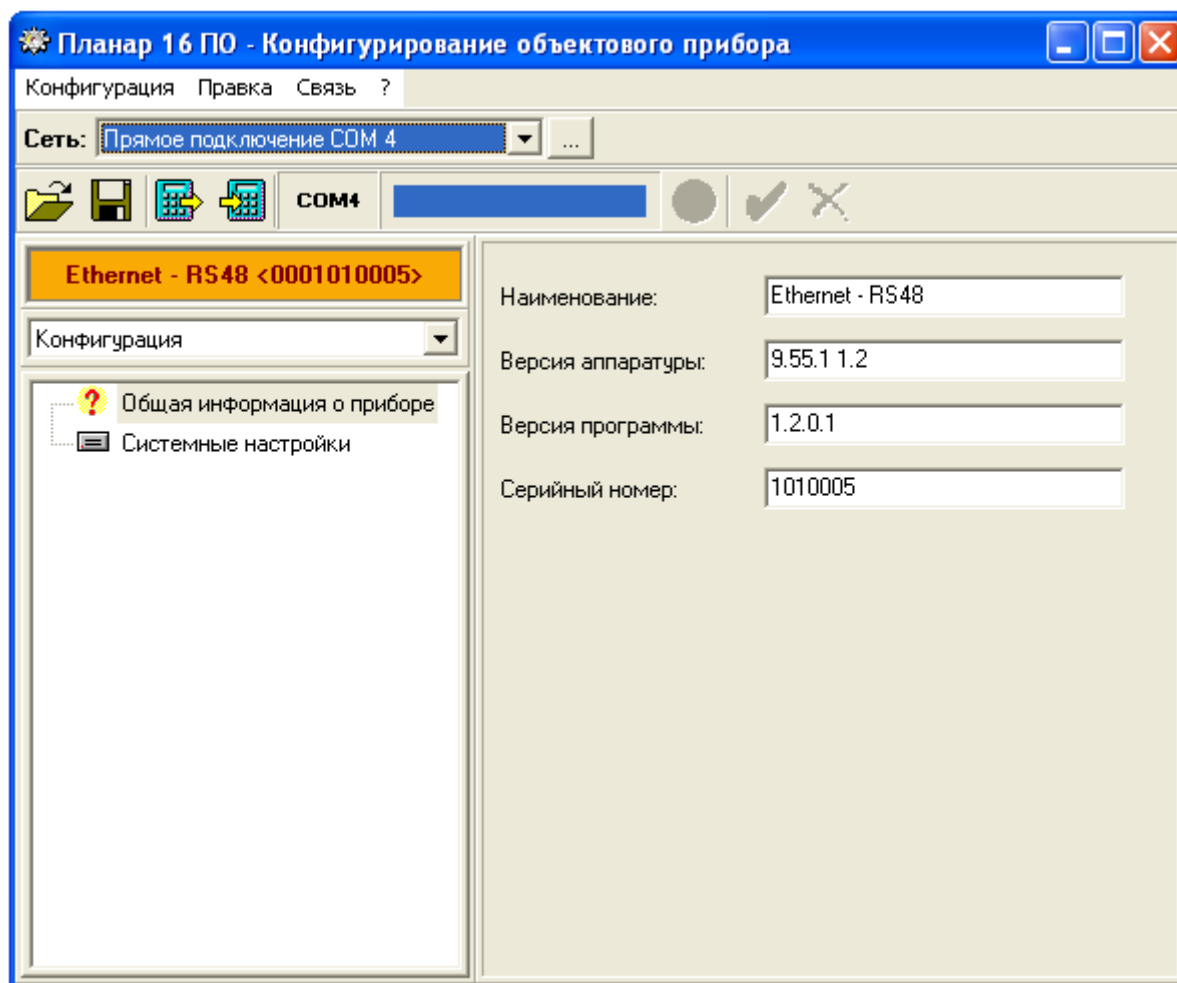 Планар 16 ПО - Конфигурирование объектового прибора
Конфигурация Правка Связь ?
Сеть: Прямое подключение COM 4 ...
COM4
Ethernet - RS48 <0001010005>
Конфигурация
Общая информация о приборе
Системные настройки
Наименование: Ethernet - RS48
Версия аппаратуры: 9.55.1 1.2
Версия программы: 1.2.0.1
Серийный номер: 1010005